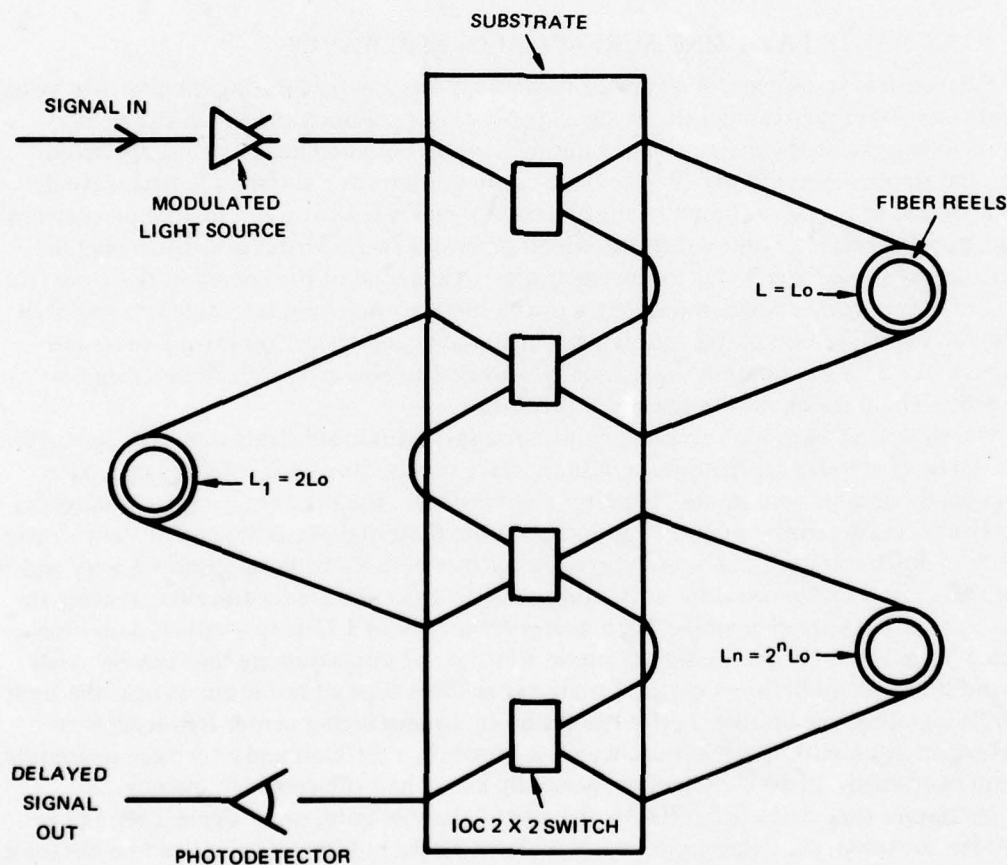 SUBSTRATE
SIGNAL IN
MODULATED
LIGHT SOURCE
FIBER REELS
L = Lo
L1 = 2Lo
Ln = 2ⁿLo
DELAYED
SIGNAL
OUT
IOC 2 X 2 SWITCH
PHOTODETECTOR